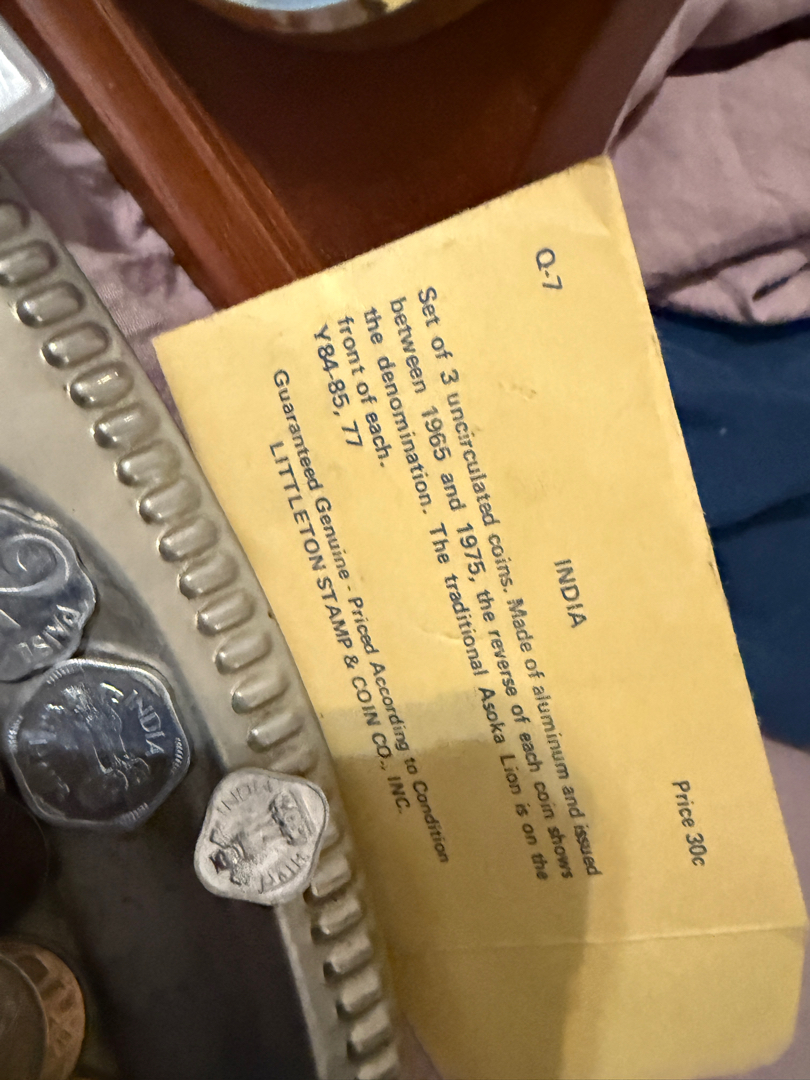 Q-7
INDIA
Price 30c
Set of 3 uncirculated coins. Made of aluminum and issued
between 1965 and 1975, the reverse of each coin shows
the denomination. The traditional Asoka Lion is on the
front of each.
Y84-85, 77
Guaranteed Genuine - Priced According to Condition
LITTLETON STAMP & COIN CO., INC.
PAISE
INDIA
INDIA